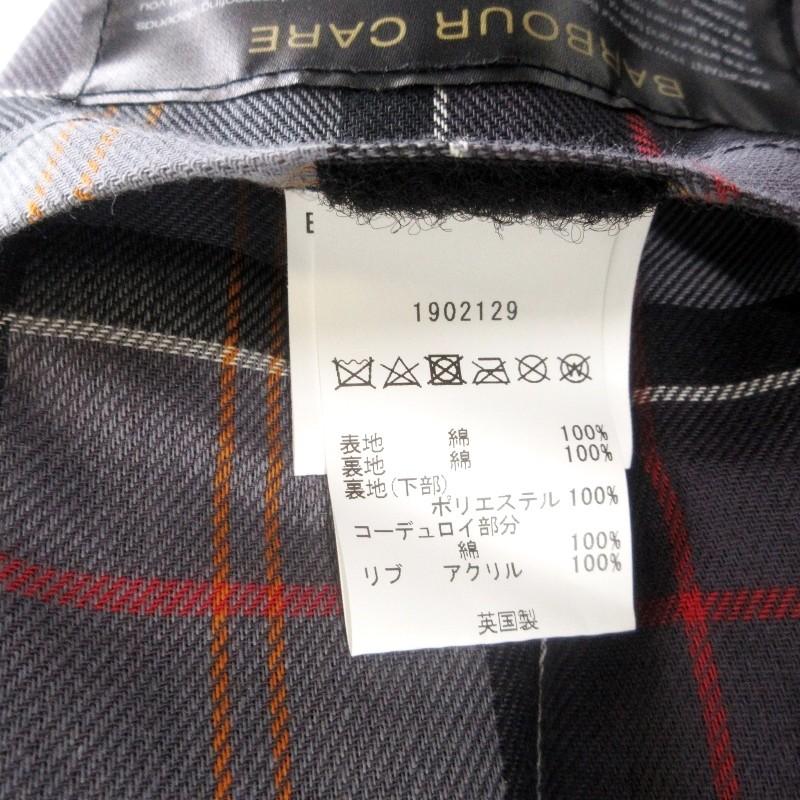 BARBOUR CARE
1902129
表地 綿 100%
裏地 綿 100%
裏地(下部)
ポリエステル 100%
コーデュロイ部分
綿 100%
リブ アクリル 100%
英国製